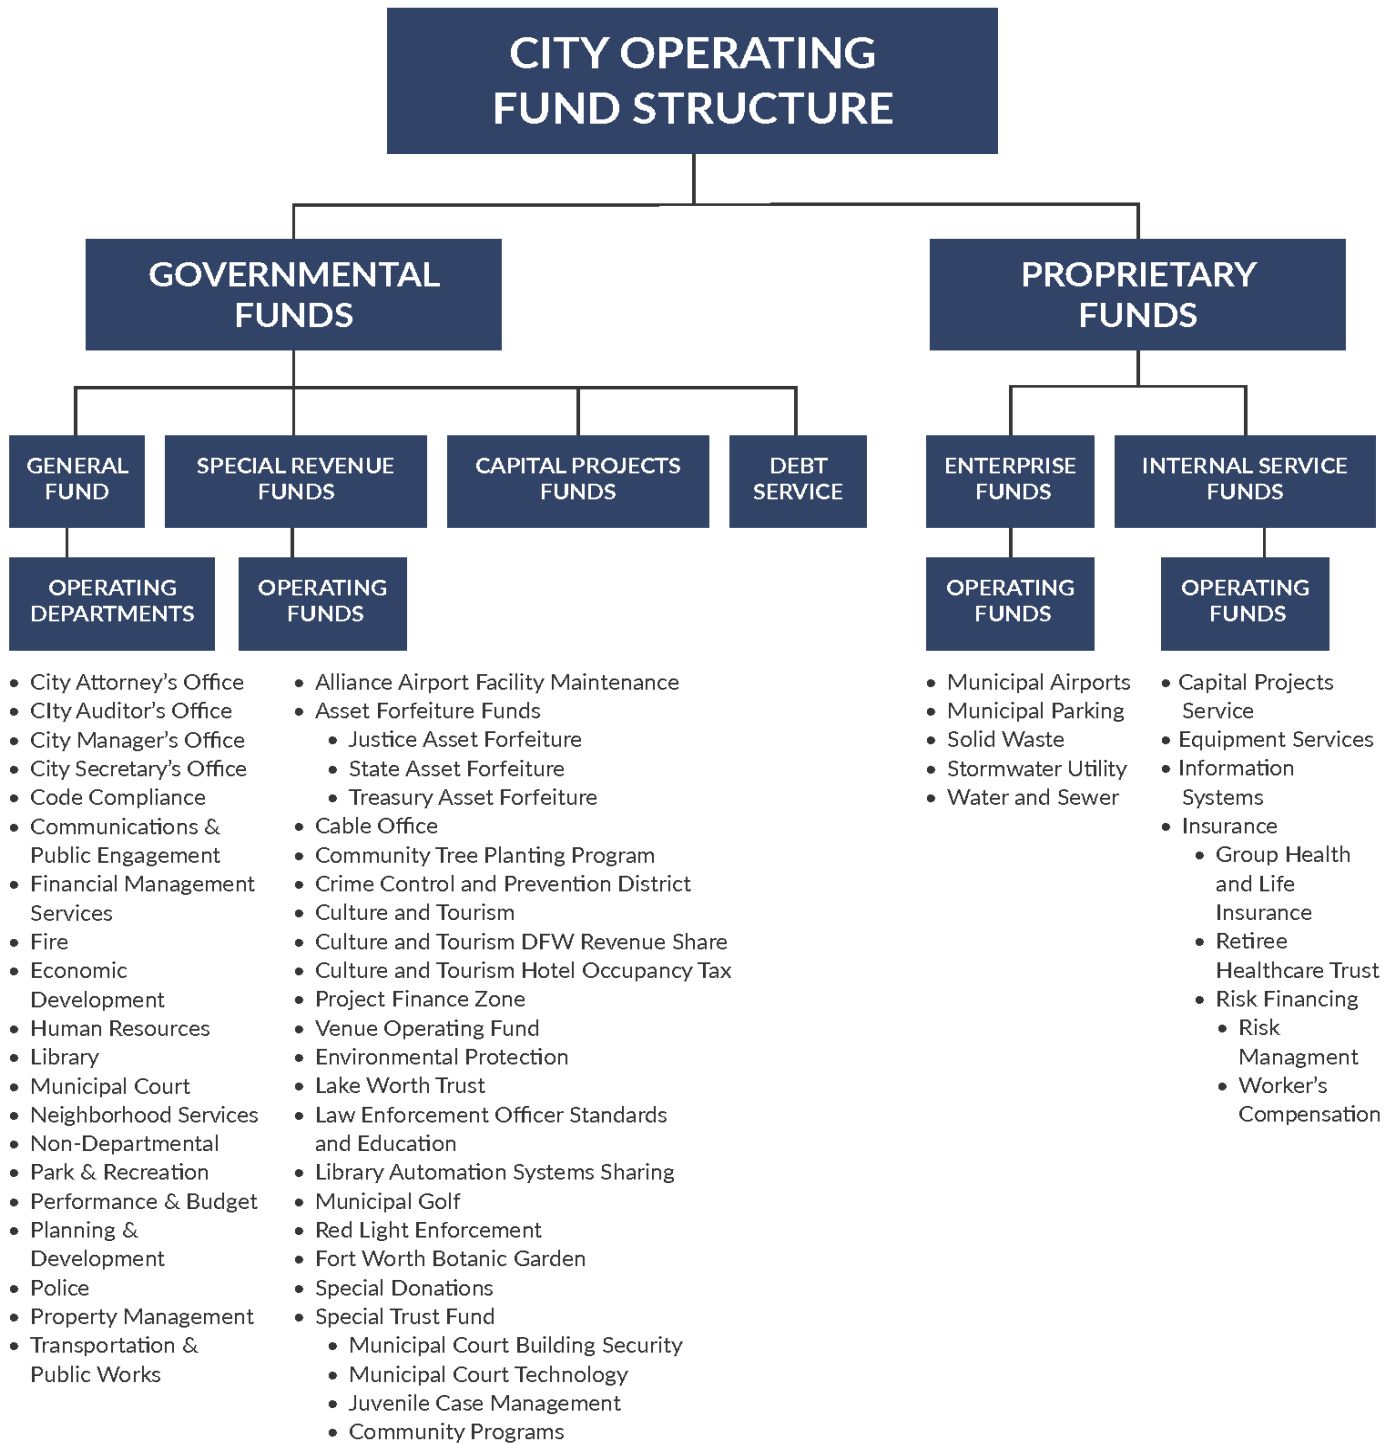 CITY OPERATING
FUND STRUCTURE
GOVERNMENTAL
FUNDS
PROPRIETARY
FUNDS
GENERAL
FUND
SPECIAL REVENUE
FUNDS
CAPITAL PROJECTS
FUNDS
DEBT
SERVICE
ENTERPRISE
FUNDS
INTERNAL SERVICE
FUNDS
OPERATING
DEPARTMENTS
OPERATING
FUNDS
OPERATING
FUNDS
OPERATING
FUNDS
• City Attorney's Office
• CIty Auditor's Office
• City Manager's Office
• City Secretary's Office
• Code Compliance
• Communications &
Public Engagement
• Financial Management
Services
• Fire
• Economic
Development
• Human Resources
• Library
• Municipal Court
• Neighborhood Services
• Non-Departmental
• Park & Recreation
• Performance & Budget
• Planning &
Development
• Police
• Property Management
• Transportation &
Public Works
• Alliance Airport Facility Maintenance
• Asset Forfeiture Funds
• Justice Asset Forfeiture
• State Asset Forfeiture
• Treasury Asset Forfeiture
• Cable Office
• Community Tree Planting Program
• Crime Control and Prevention District
• Culture and Tourism
• Culture and Tourism DFW Revenue Share
• Culture and Tourism Hotel Occupancy Tax
• Project Finance Zone
• Venue Operating Fund
• Environmental Protection
• Lake Worth Trust
• Law Enforcement Officer Standards
and Education
• Library Automation Systems Sharing
• Municipal Golf
• Red Light Enforcement
• Fort Worth Botanic Garden
• Special Donations
• Special Trust Fund
• Municipal Court Building Security
• Municipal Court Technology
• Juvenile Case Management
• Community Programs
• Municipal Airports
• Municipal Parking
• Solid Waste
• Stormwater Utility
• Water and Sewer
• Capital Projects
Service
• Equipment Services
• Information
Systems
• Insurance
• Group Health
and Life
Insurance
• Retiree
Healthcare Trust
• Risk Financing
• Risk
Managment
• Worker's
Compensation